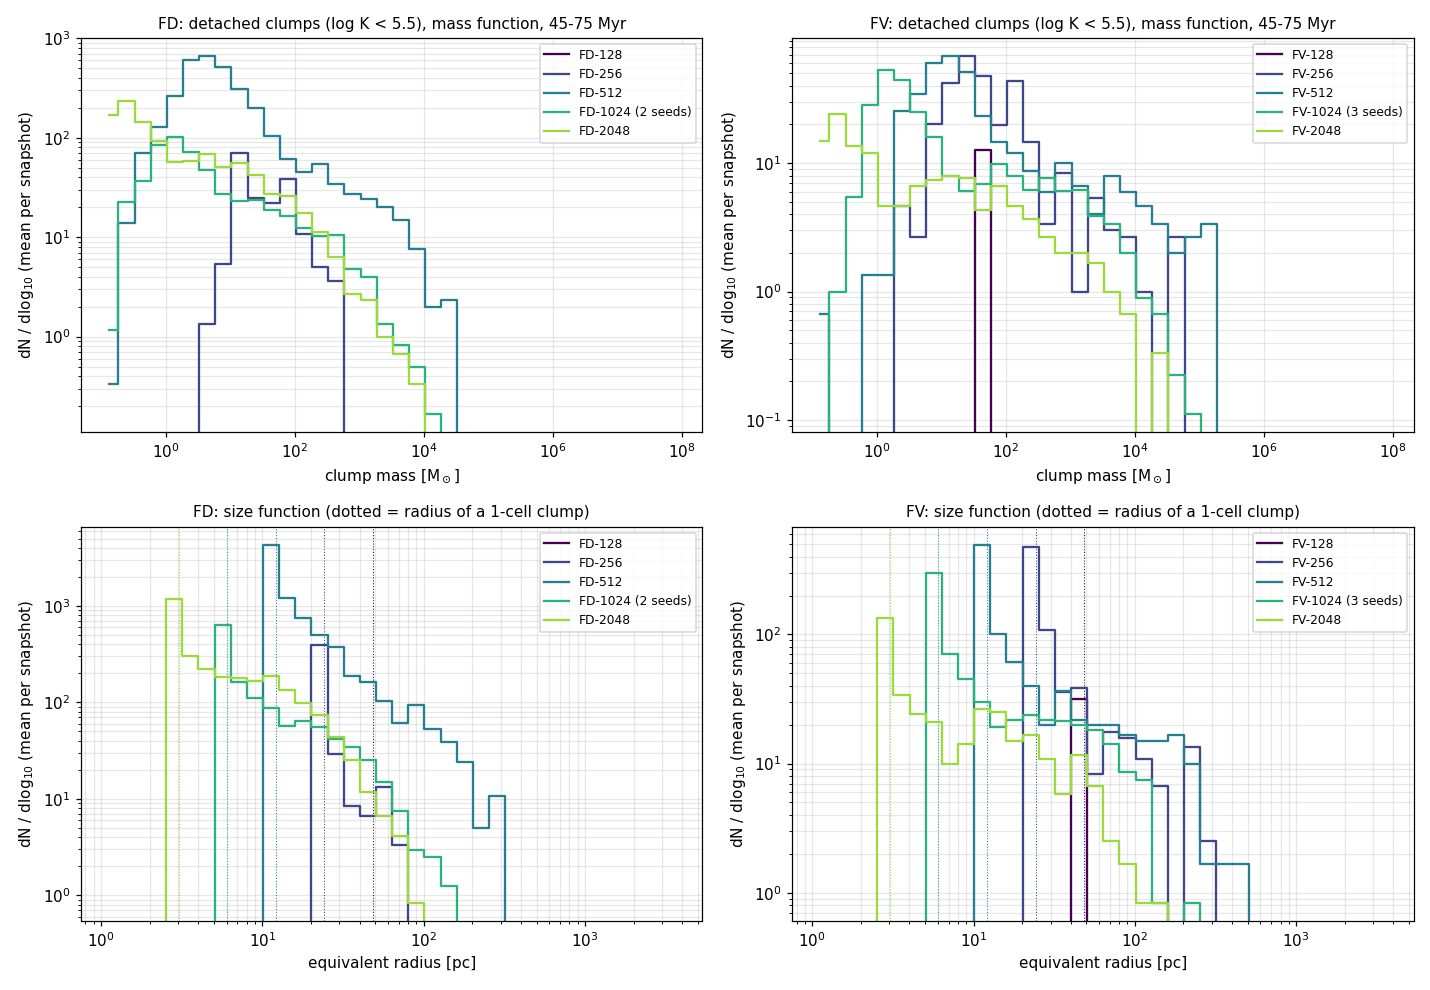 FD: detached clumps (log K < 5.5), mass function, 45-75 Myr
FV: detached clumps (log K < 5.5), mass function, 45-75 Myr
dN / dlog₁₀ (mean per snapshot)
10³
10²
10¹
10⁰
FD-128
FD-256
FD-512
FD-1024 (2 seeds)
FD-2048
10⁰
10²
10⁴
10⁶
10⁸
clump mass [M⊙]
dN / dlog₁₀ (mean per snapshot)
10¹
10⁰
10⁻¹
FV-128
FV-256
FV-512
FV-1024 (3 seeds)
FV-2048
10⁰
10²
10⁴
10⁶
10⁸
clump mass [M⊙]
FD: size function (dotted = radius of a 1-cell clump)
FV: size function (dotted = radius of a 1-cell clump)
dN / dlog₁₀ (mean per snapshot)
10³
10²
10¹
10⁰
FD-128
FD-256
FD-512
FD-1024 (2 seeds)
FD-2048
10⁰
10¹
10²
10³
equivalent radius [pc]
dN / dlog₁₀ (mean per snapshot)
10²
10¹
10⁰
FV-128
FV-256
FV-512
FV-1024 (3 seeds)
FV-2048
10⁰
10¹
10²
10³
equivalent radius [pc]